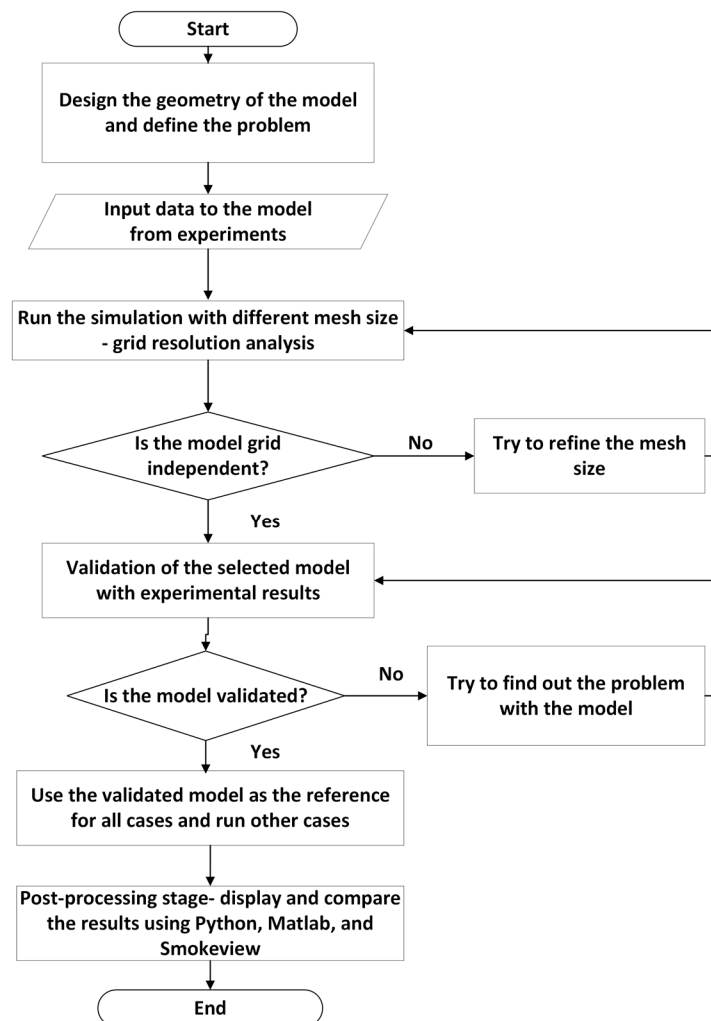 Start
Design the geometry of the model
and define the problem
Input data to the model
from experiments
Run the simulation with different mesh size
- grid resolution analysis
Is the model grid
independent?
No
Try to refine the mesh
size
Yes
Validation of the selected model
with experimental results
Is the model validated?
No
Try to find out the problem
with the model
Yes
Use the validated model as the reference
for all cases and run other cases
Post-processing stage- display and compare
the results using Python, Matlab, and
Smokeview
End